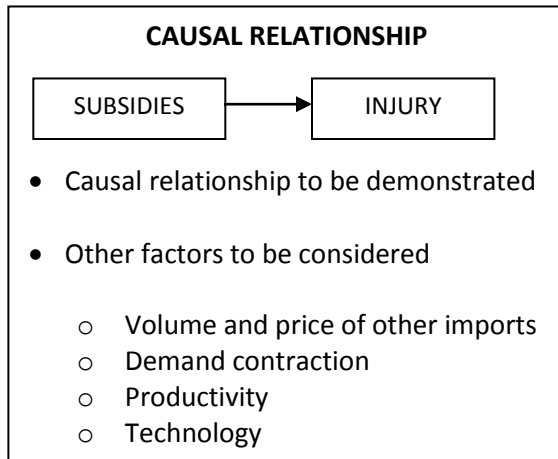 CAUSAL RELATIONSHIP
SUBSIDIES
INJURY
• Causal relationship to be demonstrated
• Other factors to be considered
o Volume and price of other imports
o Demand contraction
o Productivity
o Technology